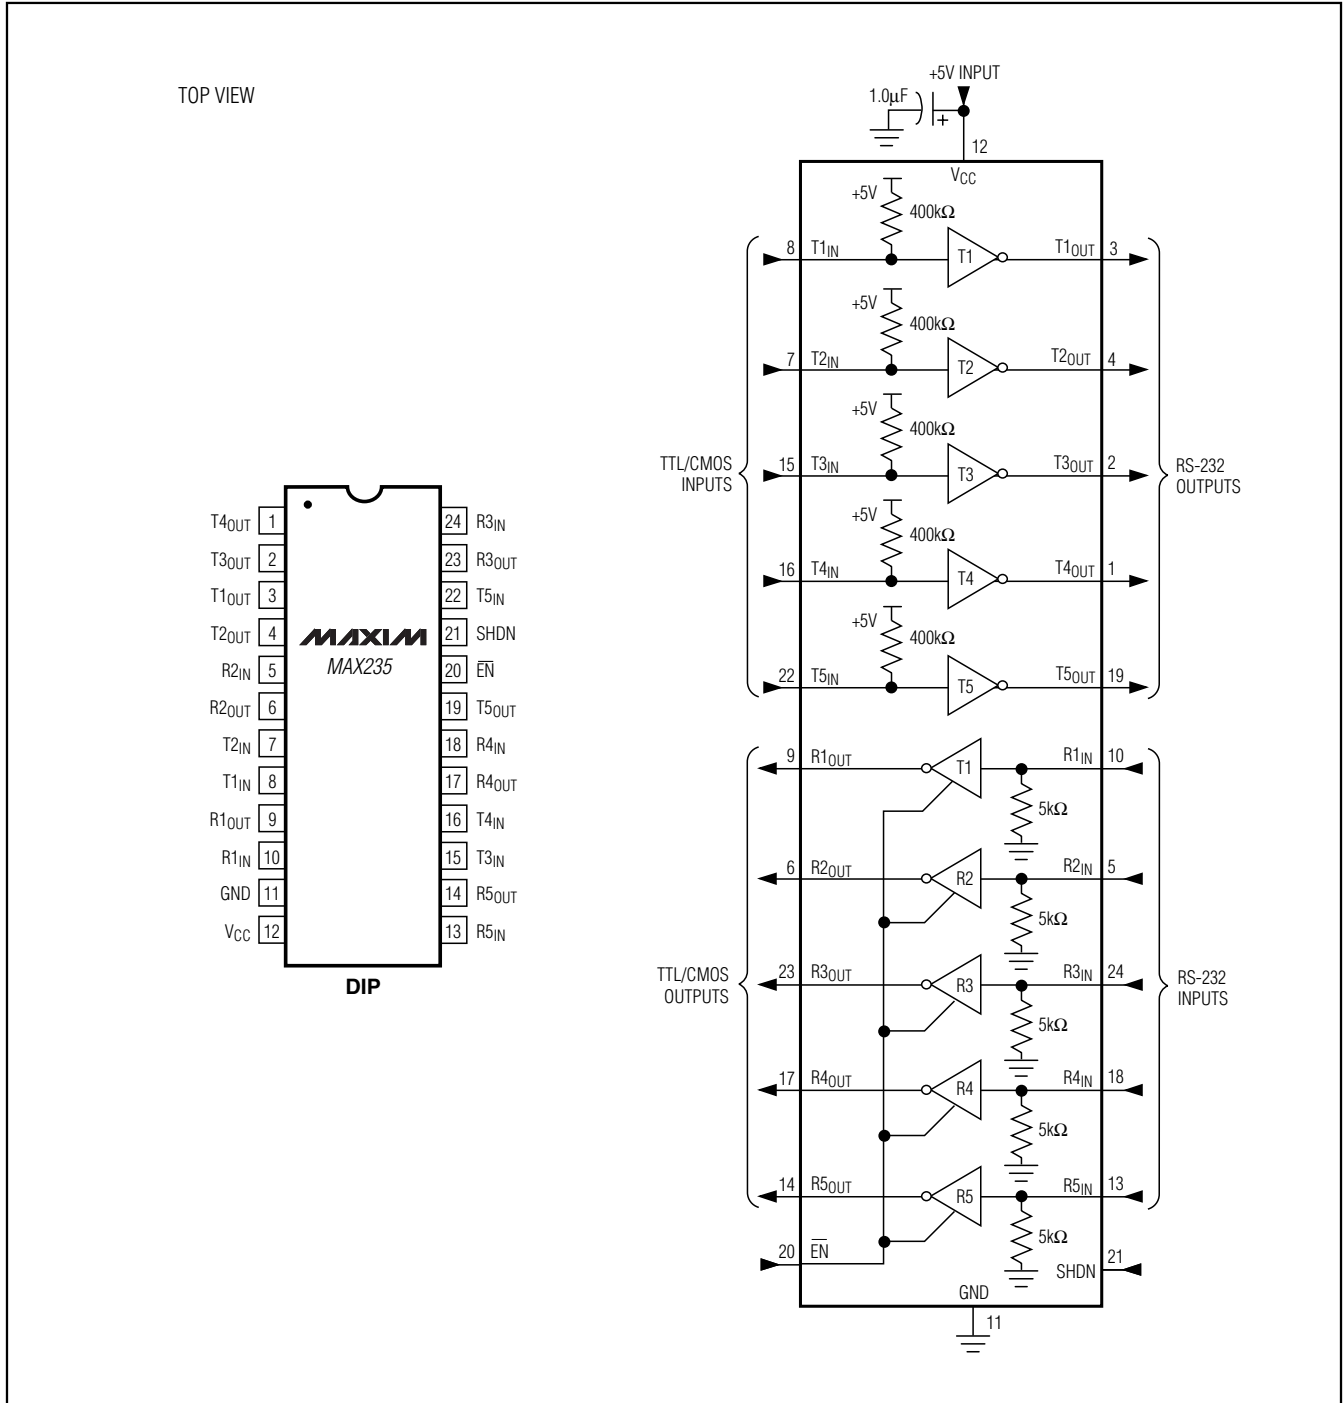 TOP VIEW
T4OUT 1
T3OUT 2
T1OUT 3
T2OUT 4
R2IN 5
R2OUT 6
T2IN 7
T1IN 8
R1OUT 9
R1IN 10
GND 11
VCC 12
MAXIM
MAX235
24 R3IN
23 R3OUT
22 T5IN
21 SHDN
20 E̅N̅
19 T5OUT
18 R4IN
17 R4OUT
16 T4IN
15 T3IN
14 R5OUT
13 R5IN
DIP
+5V INPUT
1.0µF
+
12
VCC
+5V
400kΩ
8 T1IN T1 T1OUT 3
+5V
400kΩ
7 T2IN T2 T2OUT 4
+5V
400kΩ
15 T3IN T3 T3OUT 2
+5V
400kΩ
16 T4IN T4 T4OUT 1
+5V
400kΩ
22 T5IN T5 T5OUT 19
TTL/CMOS
INPUTS
RS-232
OUTPUTS
9 R1OUT T1 R1IN 10
5kΩ
6 R2OUT R2 R2IN 5
5kΩ
23 R3OUT R3 R3IN 24
5kΩ
17 R4OUT R4 R4IN 18
5kΩ
14 R5OUT R5 R5IN 13
5kΩ
TTL/CMOS
OUTPUTS
RS-232
INPUTS
20 E̅N̅
SHDN 21
GND
11